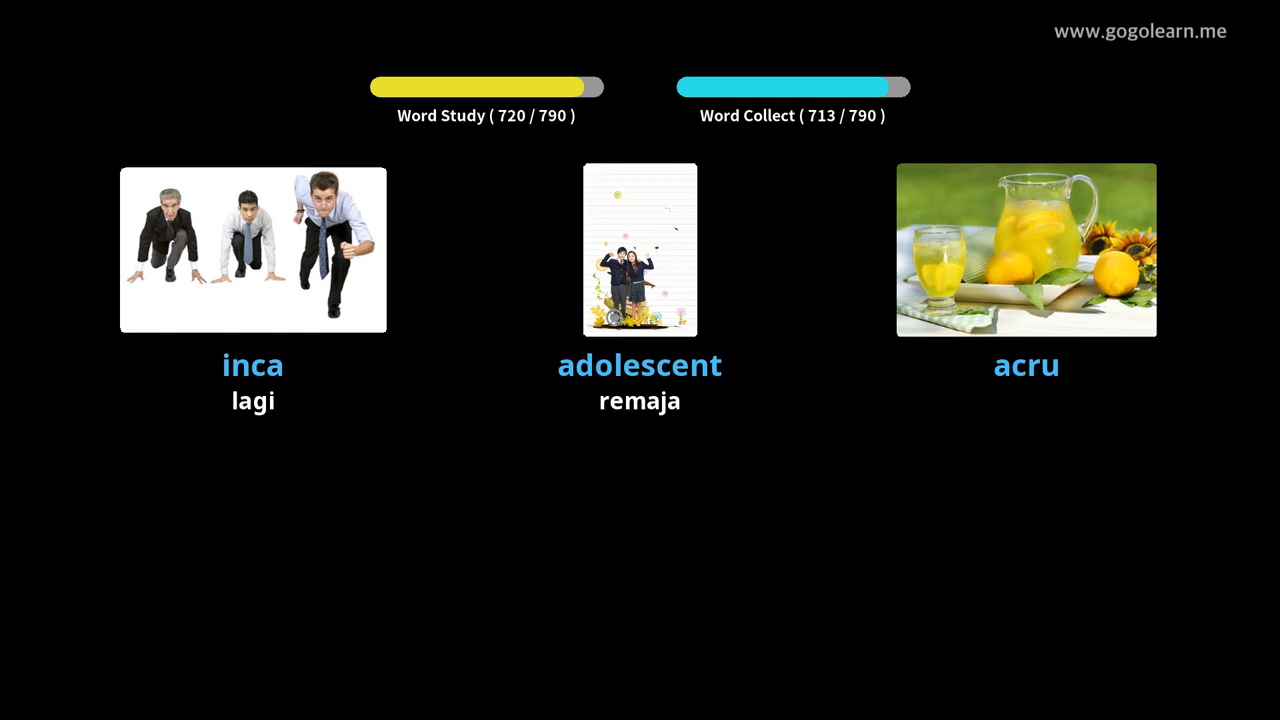 www.gogolearn.me
Word Study ( 720 / 790 )
Word Collect ( 713 / 790 )
inca
lagi
adolescent
remaja
acru